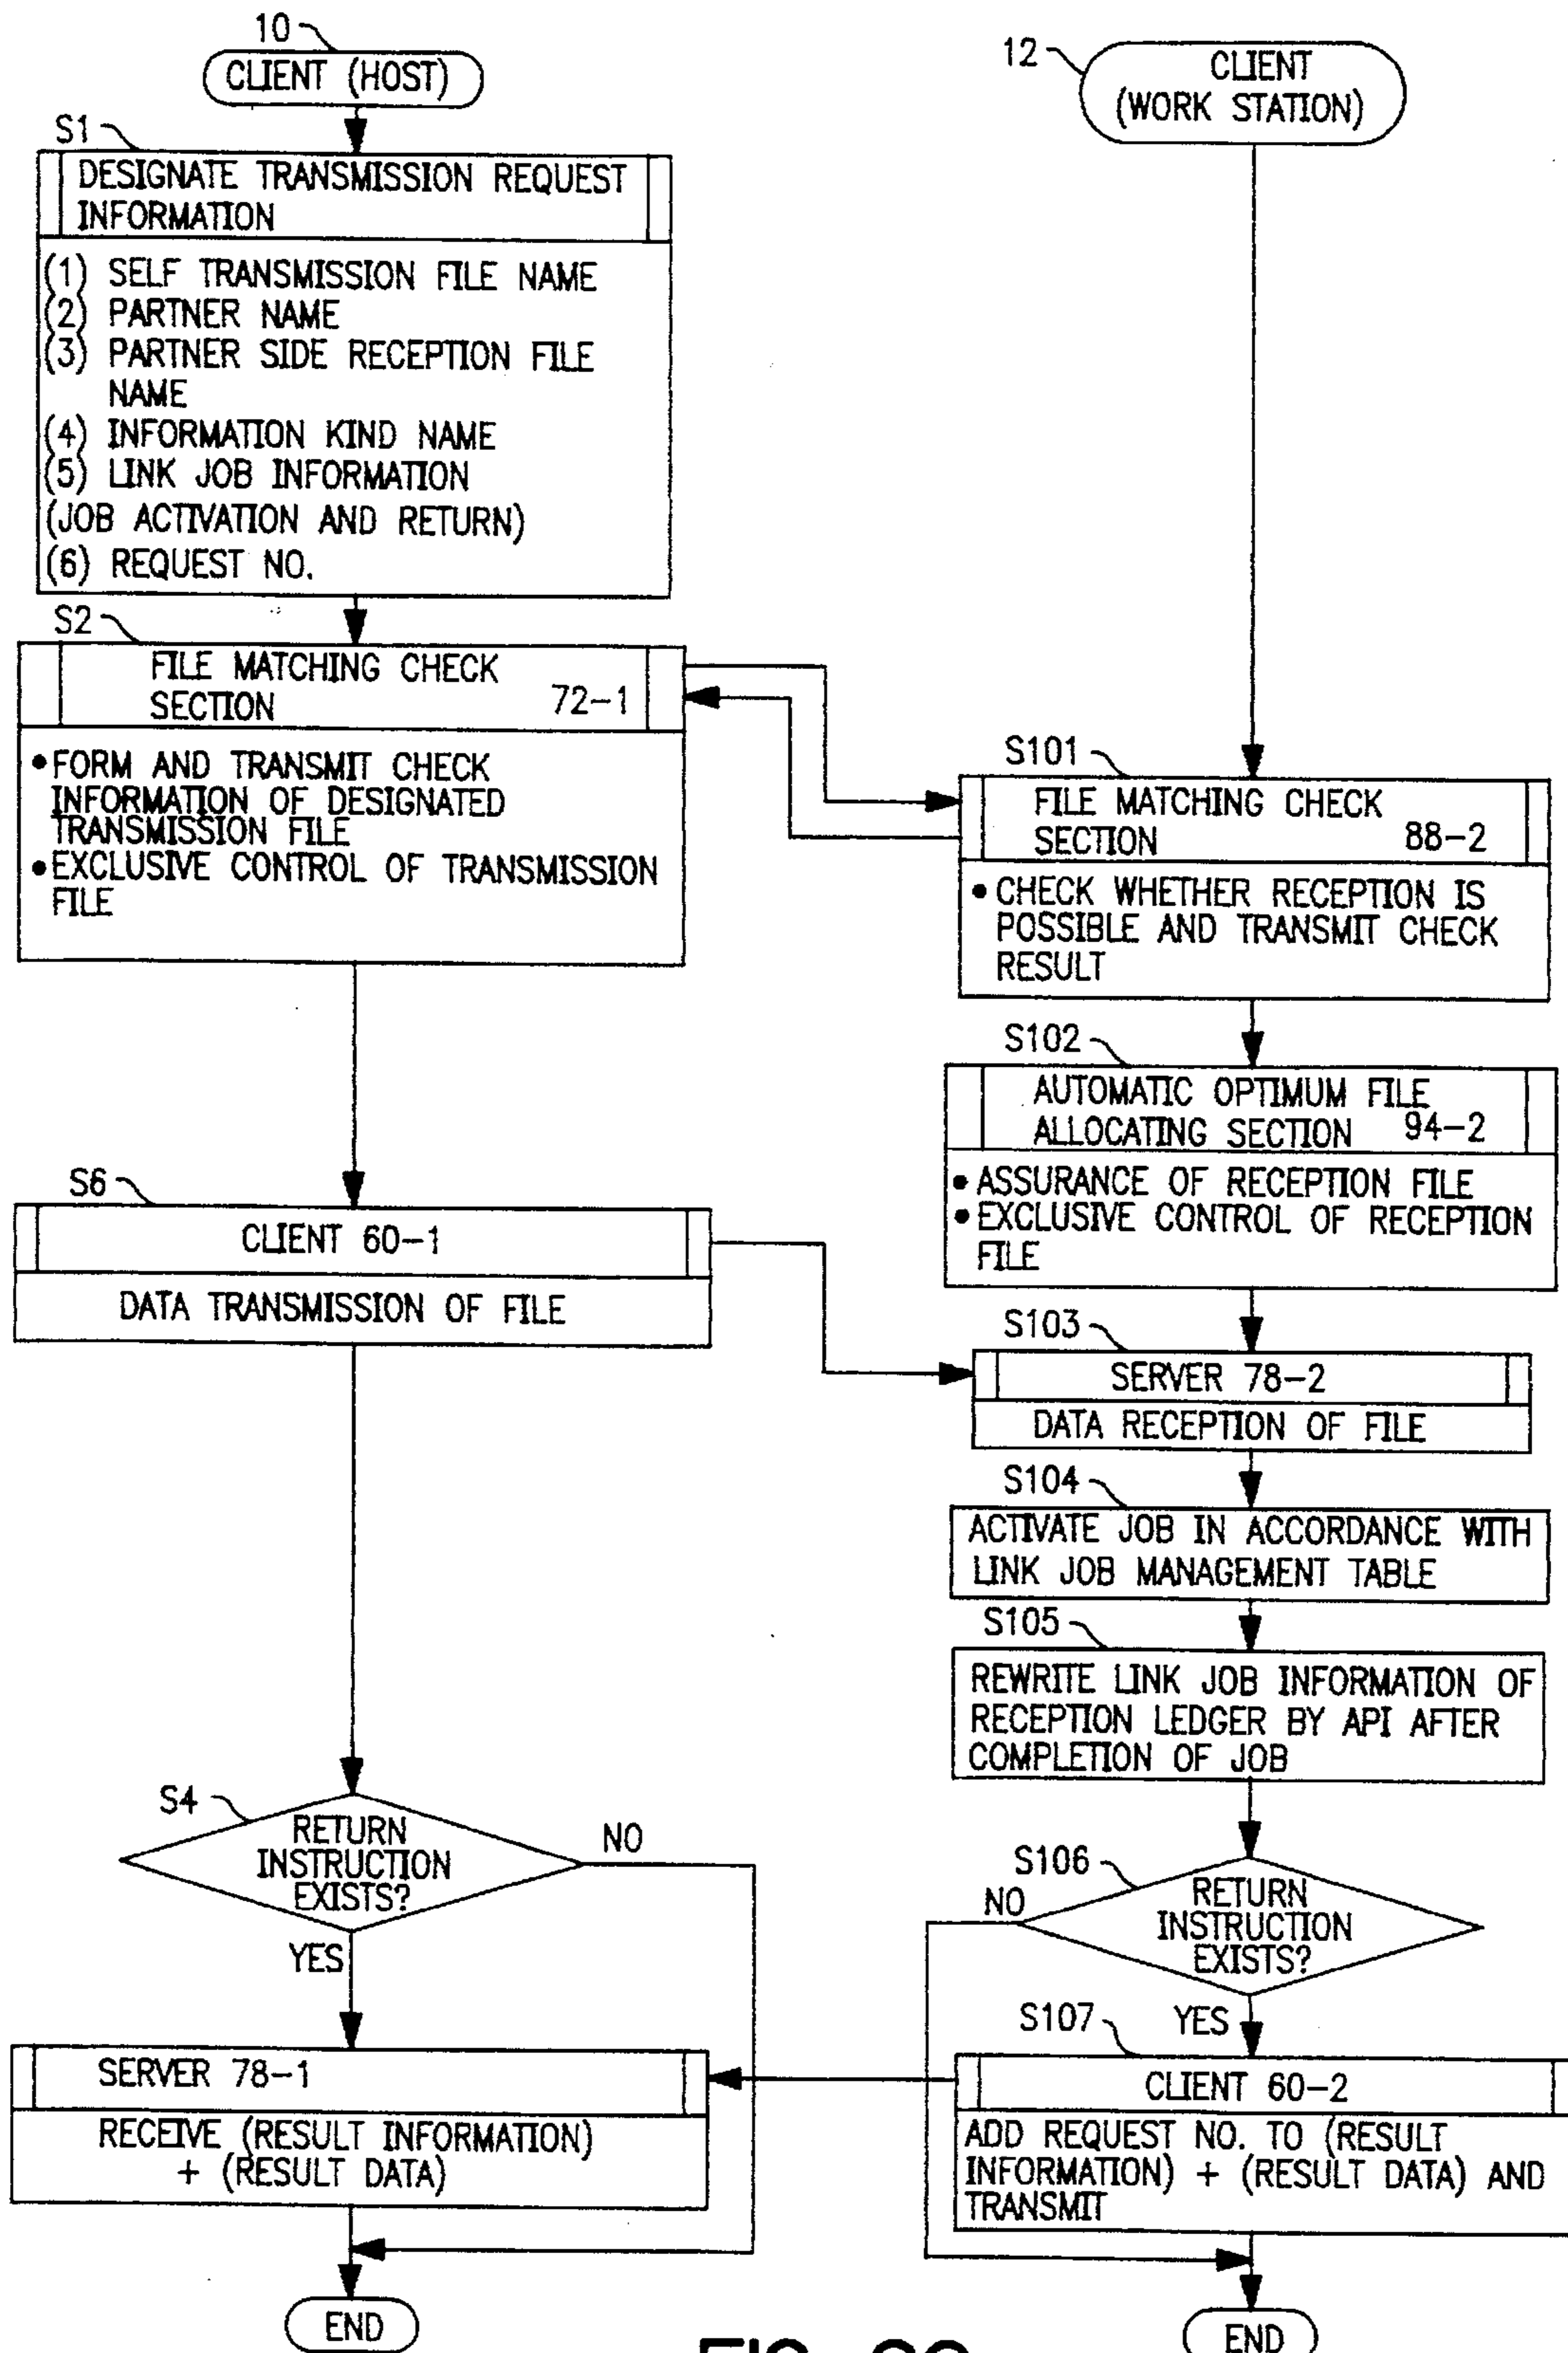 10
CLIENT (HOST)
S1
DESIGNATE TRANSMISSION REQUEST
INFORMATION
(1) SELF TRANSMISSION FILE NAME
(2) PARTNER NAME
(3) PARTNER SIDE RECEPTION FILE
NAME
(4) INFORMATION KIND NAME
(5) LINK JOB INFORMATION
(JOB ACTIVATION AND RETURN)
(6) REQUEST NO.
S2
FILE MATCHING CHECK
SECTION 72-1
• FORM AND TRANSMIT CHECK
INFORMATION OF DESIGNATED
TRANSMISSION FILE
• EXCLUSIVE CONTROL OF TRANSMISSION
FILE
S6
CLIENT 60-1
DATA TRANSMISSION OF FILE
S4
RETURN
INSTRUCTION
EXISTS?
NO
YES
SERVER 78-1
RECEIVE (RESULT INFORMATION)
+ (RESULT DATA)
END
12
CLIENT
(WORK STATION)
S101
FILE MATCHING CHECK
SECTION 88-2
• CHECK WHETHER RECEPTION IS
POSSIBLE AND TRANSMIT CHECK
RESULT
S102
AUTOMATIC OPTIMUM FILE
ALLOCATING SECTION 94-2
• ASSURANCE OF RECEPTION FILE
• EXCLUSIVE CONTROL OF RECEPTION
FILE
S103
SERVER 78-2
DATA RECEPTION OF FILE
S104
ACTIVATE JOB IN ACCORDANCE WITH
LINK JOB MANAGEMENT TABLE
S105
REWRITE LINK JOB INFORMATION OF
RECEPTION LEDGER BY API AFTER
COMPLETION OF JOB
S106
RETURN
INSTRUCTION
EXISTS?
NO
YES
S107
CLIENT 60-2
ADD REQUEST NO. TO (RESULT
INFORMATION) + (RESULT DATA) AND
TRANSMIT
END
FIG.